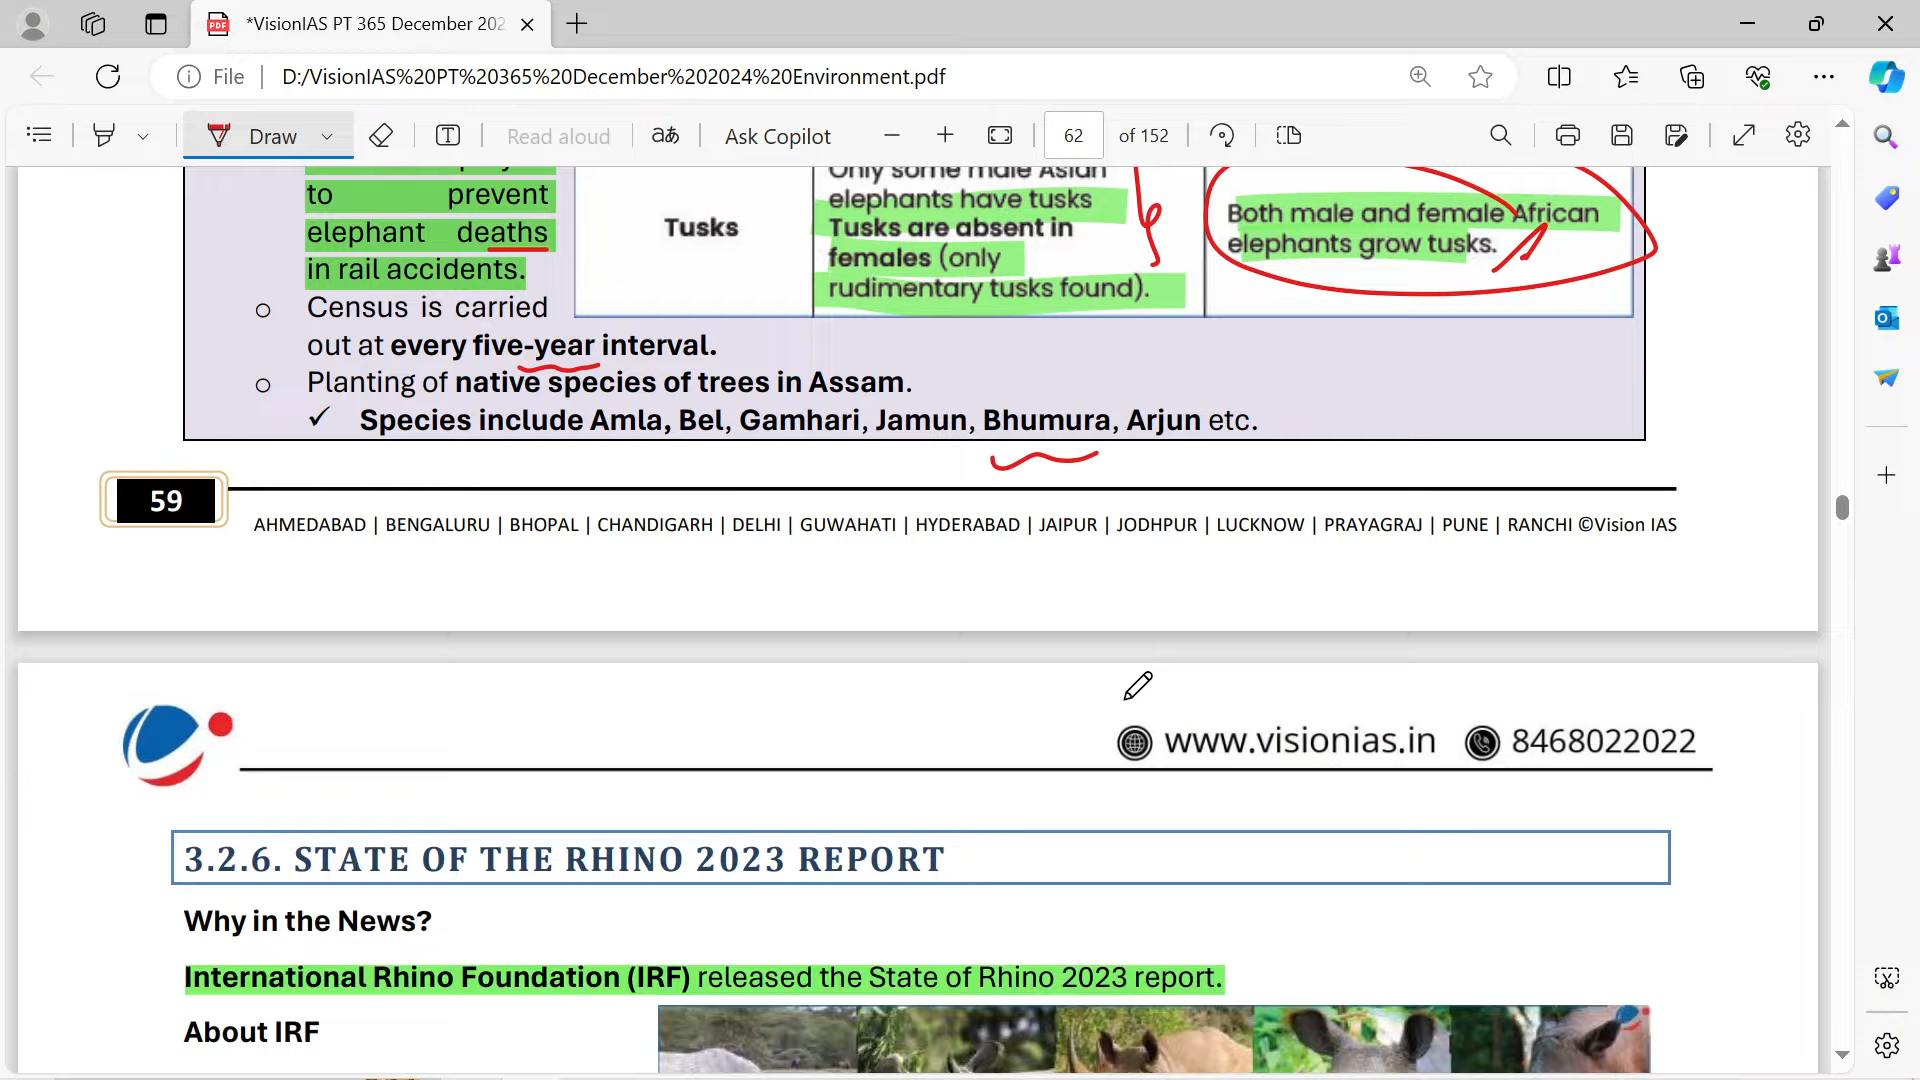 *VisionIAS PT 365 December 202
File
D:/VisionIAS%20PT%20365%20December%202024%20Environment.pdf
Draw
Read aloud
aあ
Ask Copilot
62 of 152
to prevent
elephant deaths
in rail accidents.
Tusks
Only some male Asian
elephants have tusks
Tusks are absent in
females (only
rudimentary tusks found).
Both male and female African
elephants grow tusks.
Census is carried
out at every five-year interval.
Planting of native species of trees in Assam.
✓ Species include Amla, Bel, Gamhari, Jamun, Bhumura, Arjun etc.
59
AHMEDABAD | BENGALURU | BHOPAL | CHANDIGARH | DELHI | GUWAHATI | HYDERABAD | JAIPUR | JODHPUR | LUCKNOW | PRAYAGRAJ | PUNE | RANCHI ©Vision IAS
www.visionias.in 8468022022
3.2.6. STATE OF THE RHINO 2023 REPORT
Why in the News?
International Rhino Foundation (IRF) released the State of Rhino 2023 report.
About IRF